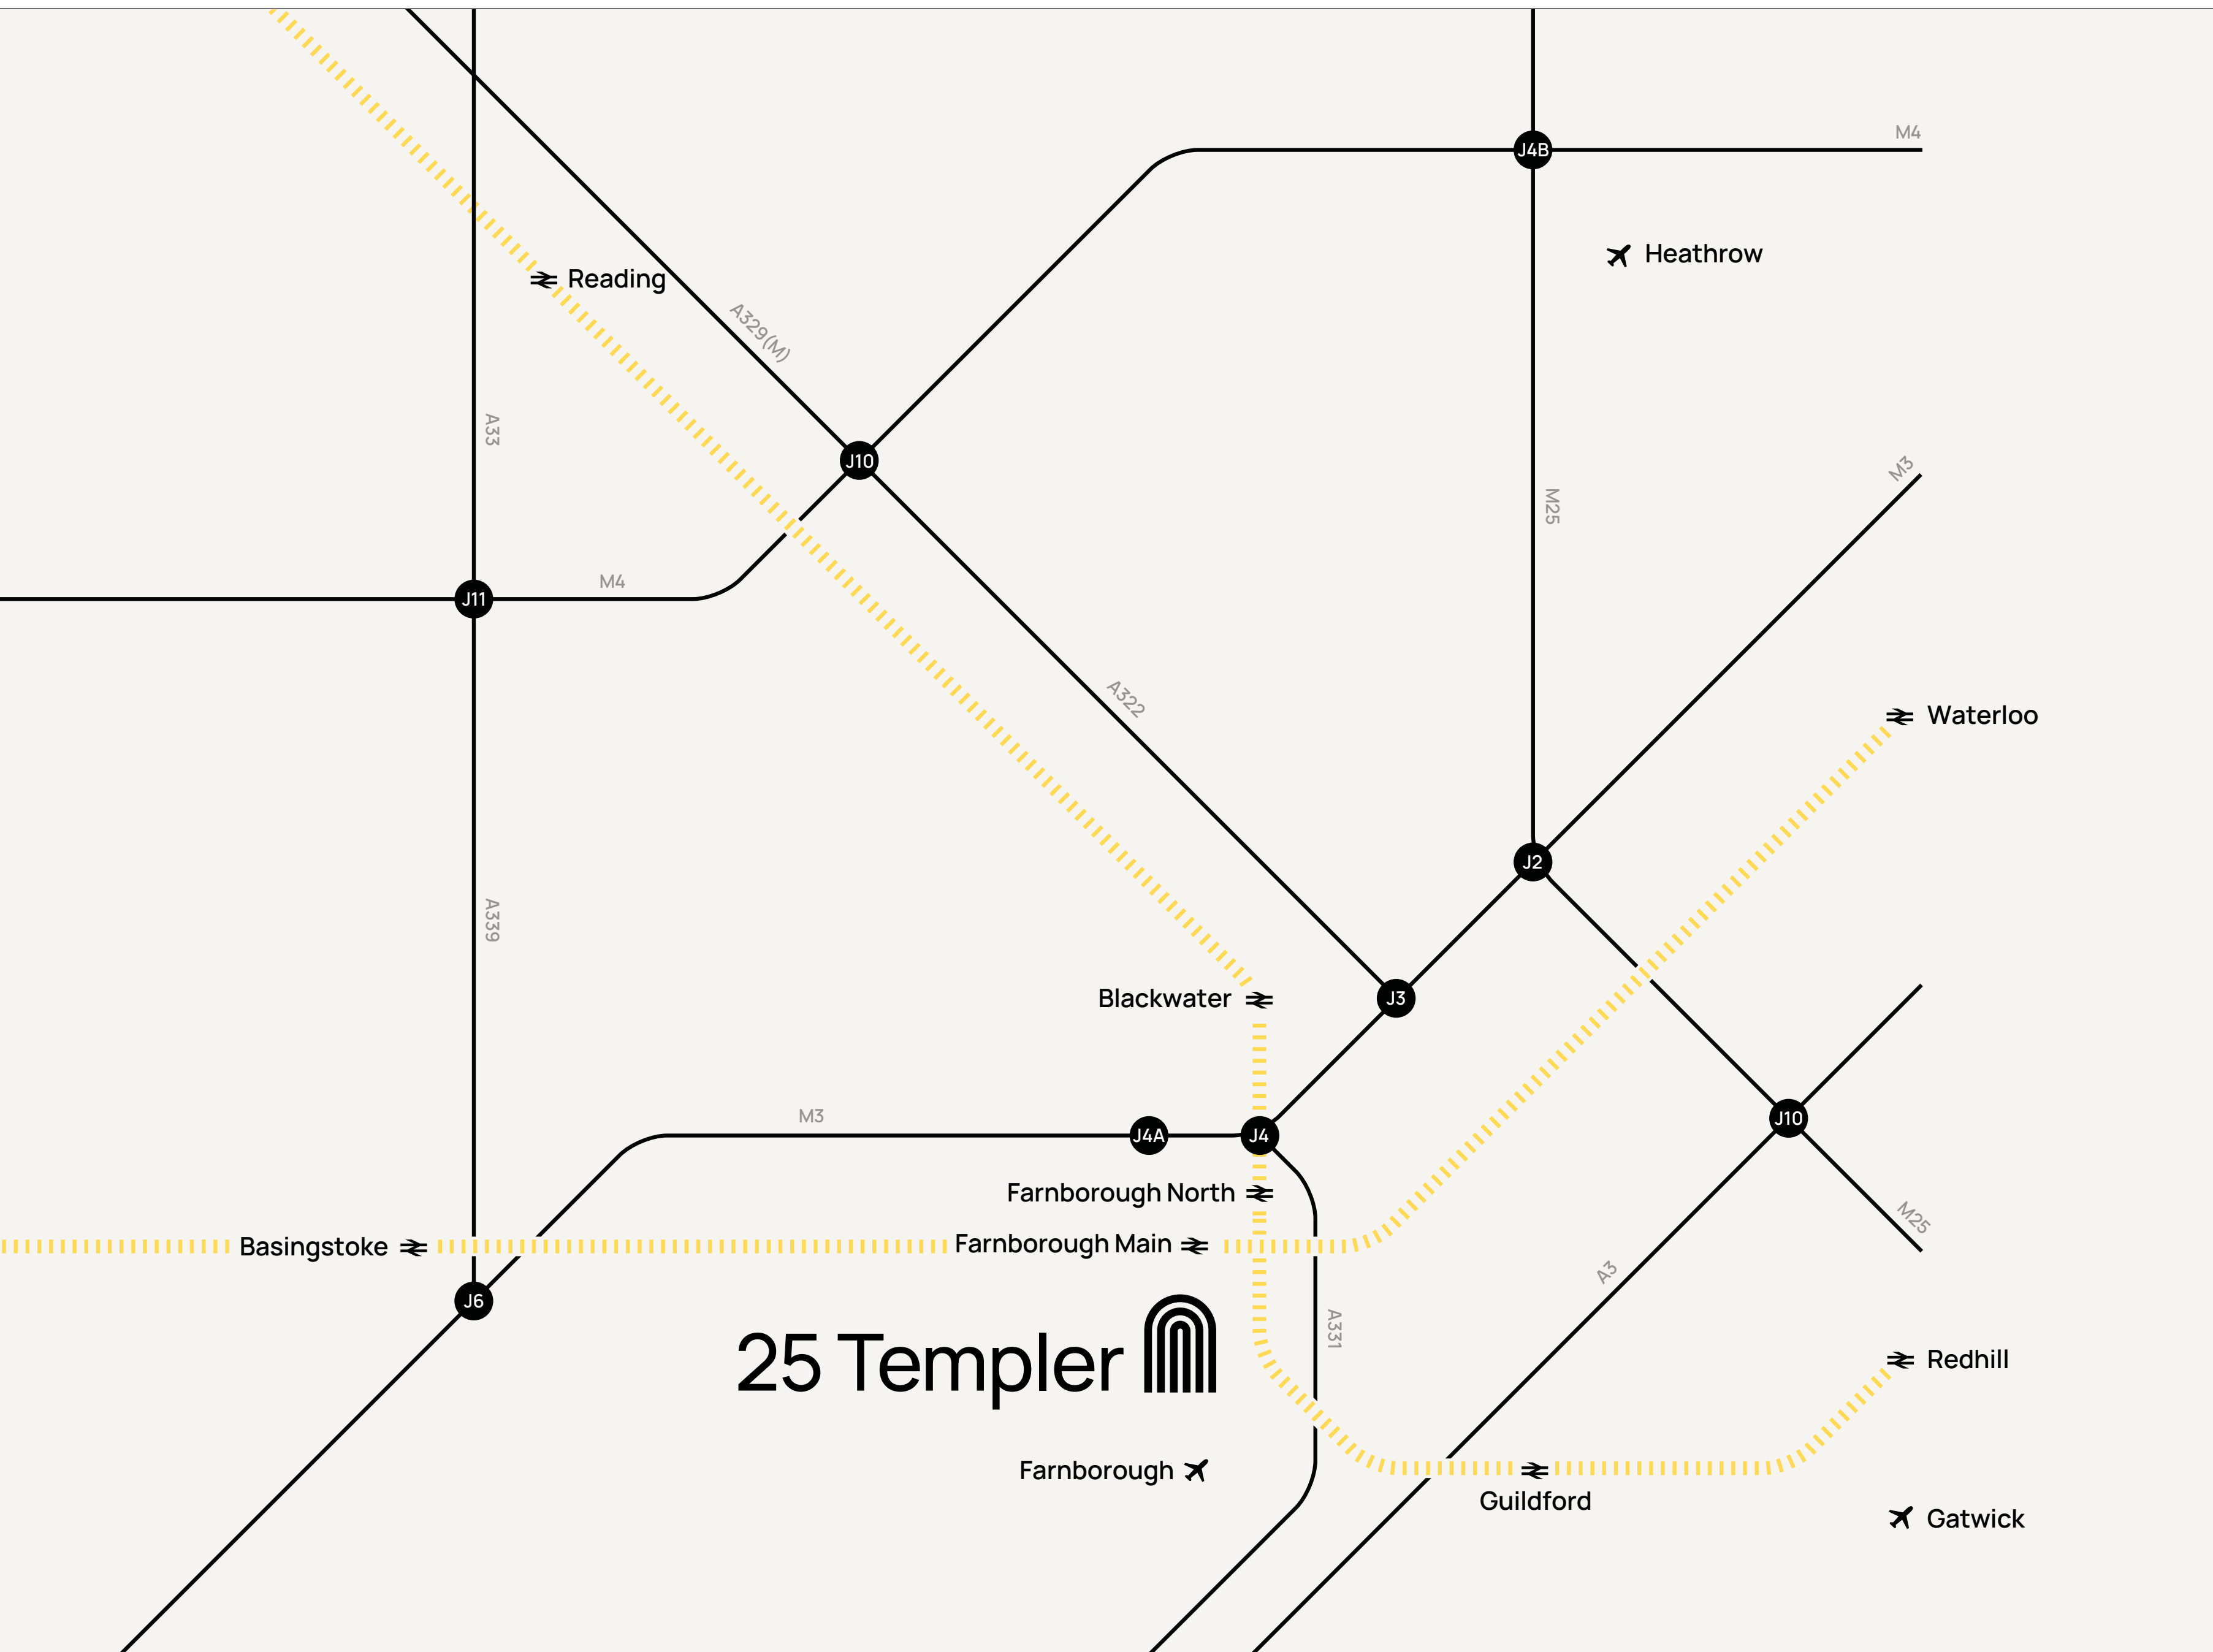 M4
J4B
Heathrow
Reading
A329(M)
A33
J10
M3
M25
J11
M4
A322
Waterloo
J2
A339
Blackwater
J3
M3
J4A
J4
J10
Farnborough North
M25
Basingstoke
Farnborough Main
A3
J6
A331
25 Templer
Redhill
Farnborough
Guildford
Gatwick